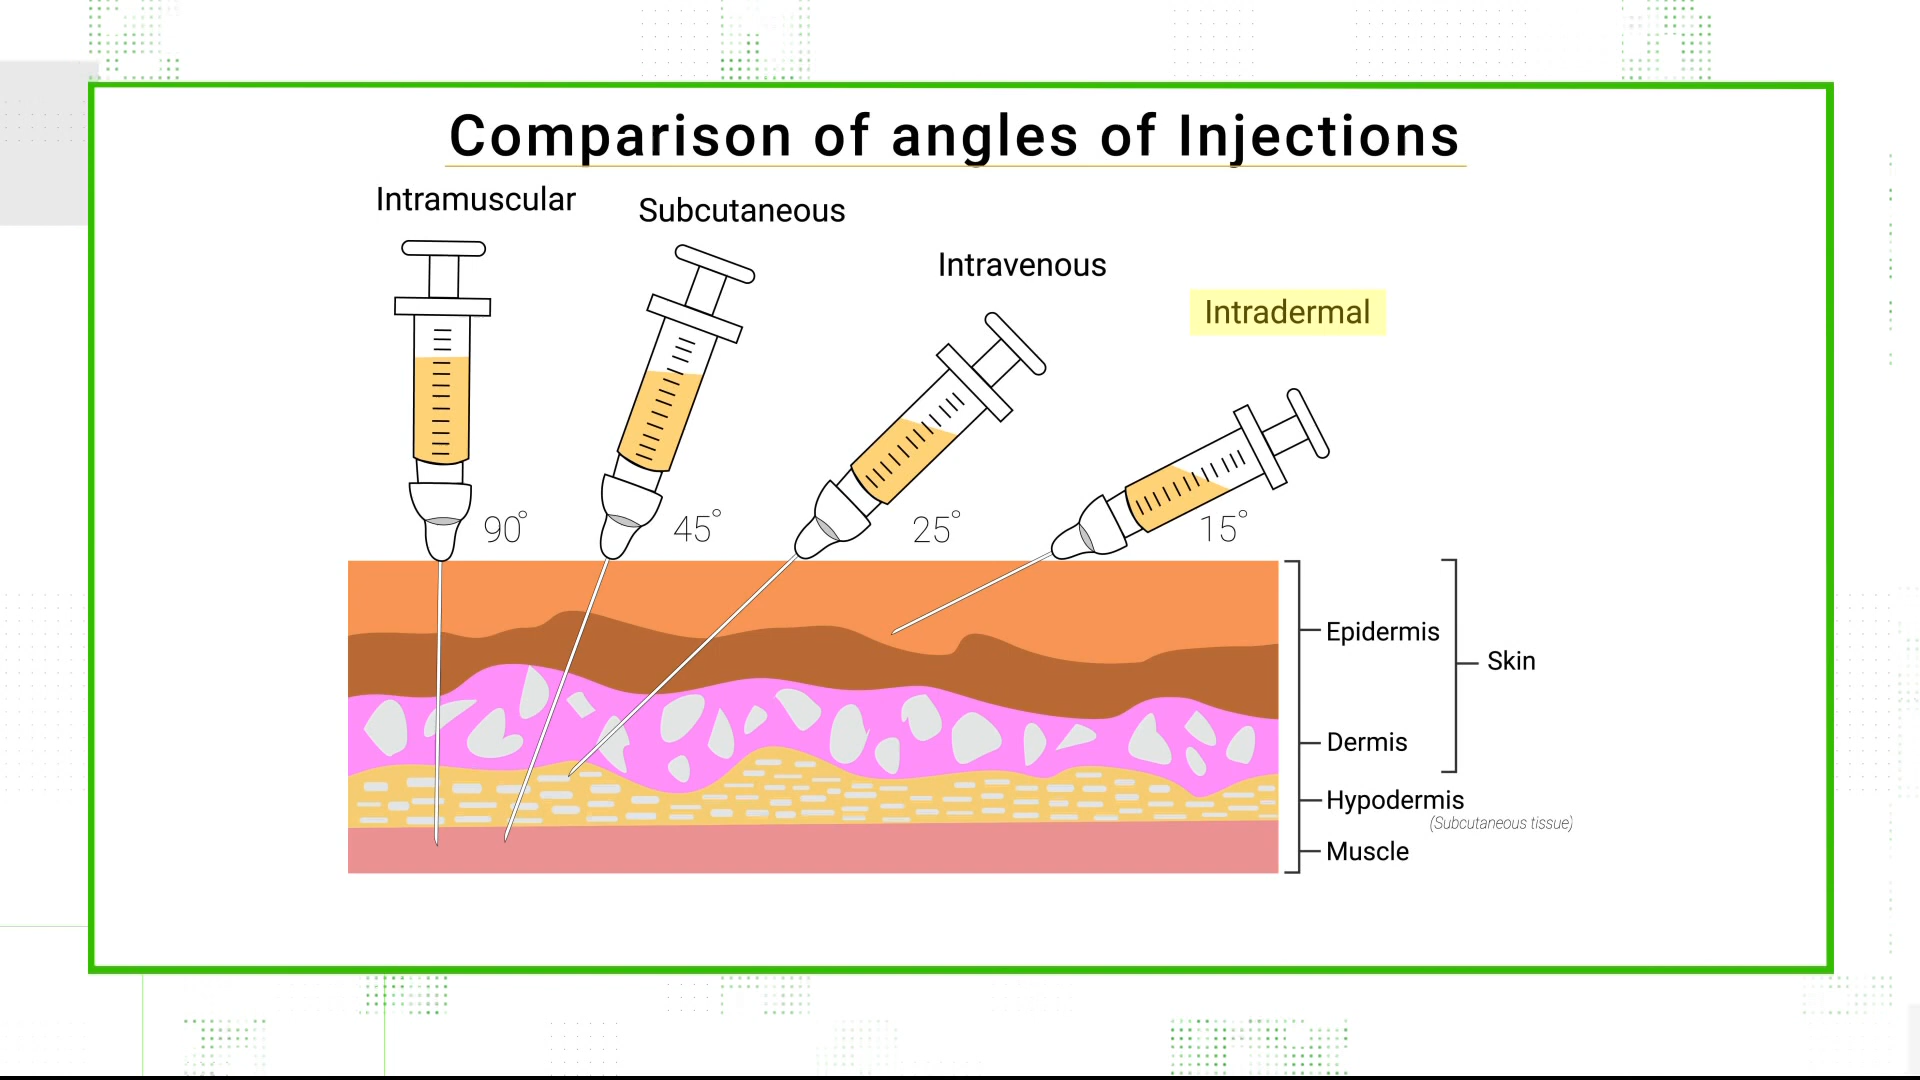 Comparison of angles of Injections
Intramuscular
Subcutaneous
Intravenous
Intradermal
90°
45°
25°
15°
Epidermis
Skin
Dermis
Hypodermis
(Subcutaneous tissue)
Muscle